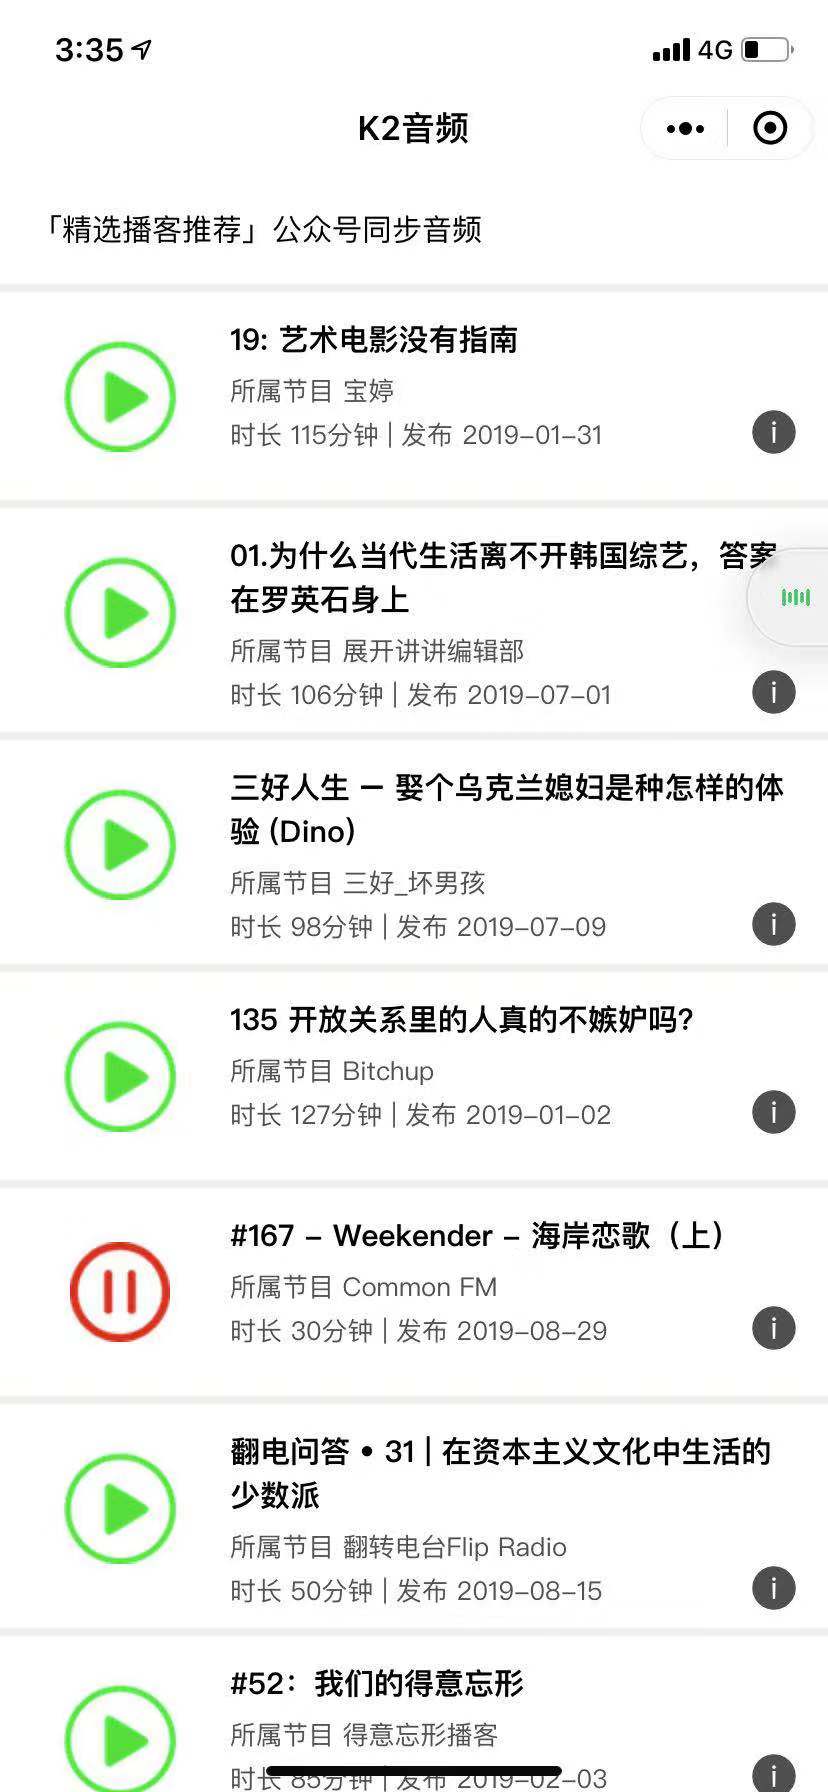 3:35
4G
K2音频
「精选播客推荐」公众号同步音频
19: 艺术电影没有指南
所属节目 宝婷
时长 115分钟 | 发布 2019-01-31
i
01.为什么当代生活离不开韩国综艺，答案
在罗英石身上
所属节目 展开讲讲编辑部
时长 106分钟 | 发布 2019-07-01
i
三好人生 — 娶个乌克兰媳妇是种怎样的体
验 (Dino)
所属节目 三好_坏男孩
时长 98分钟 | 发布 2019-07-09
i
135 开放关系里的人真的不嫉妒吗？
所属节目 Bitchup
时长 127分钟 | 发布 2019-01-02
i
#167 - Weekender - 海岸恋歌（上）
所属节目 Common FM
时长 30分钟 | 发布 2019-08-29
i
翻电问答 • 31 | 在资本主义文化中生活的
少数派
所属节目 翻转电台Flip Radio
时长 50分钟 | 发布 2019-08-15
i
#52：我们的得意忘形
所属节目 得意忘形播客
时长 85分钟 | 发布 2019-02-03
i